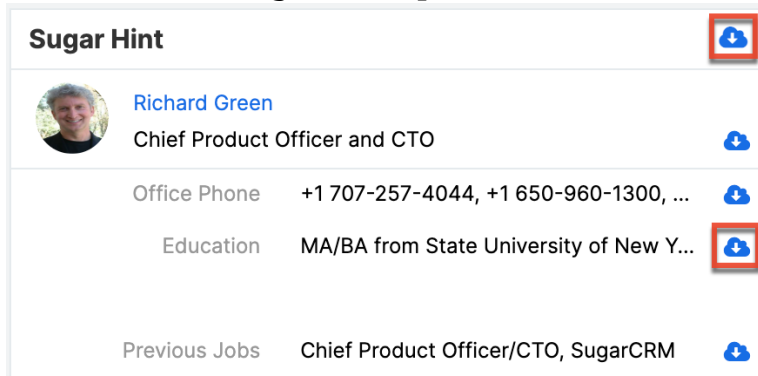 Sugar Hint
Richard Green
Chief Product Officer and CTO
Office Phone +1 707-257-4044, +1 650-960-1300, ...
Education MA/BA from State University of New Y...
Previous Jobs Chief Product Officer/CTO, SugarCRM